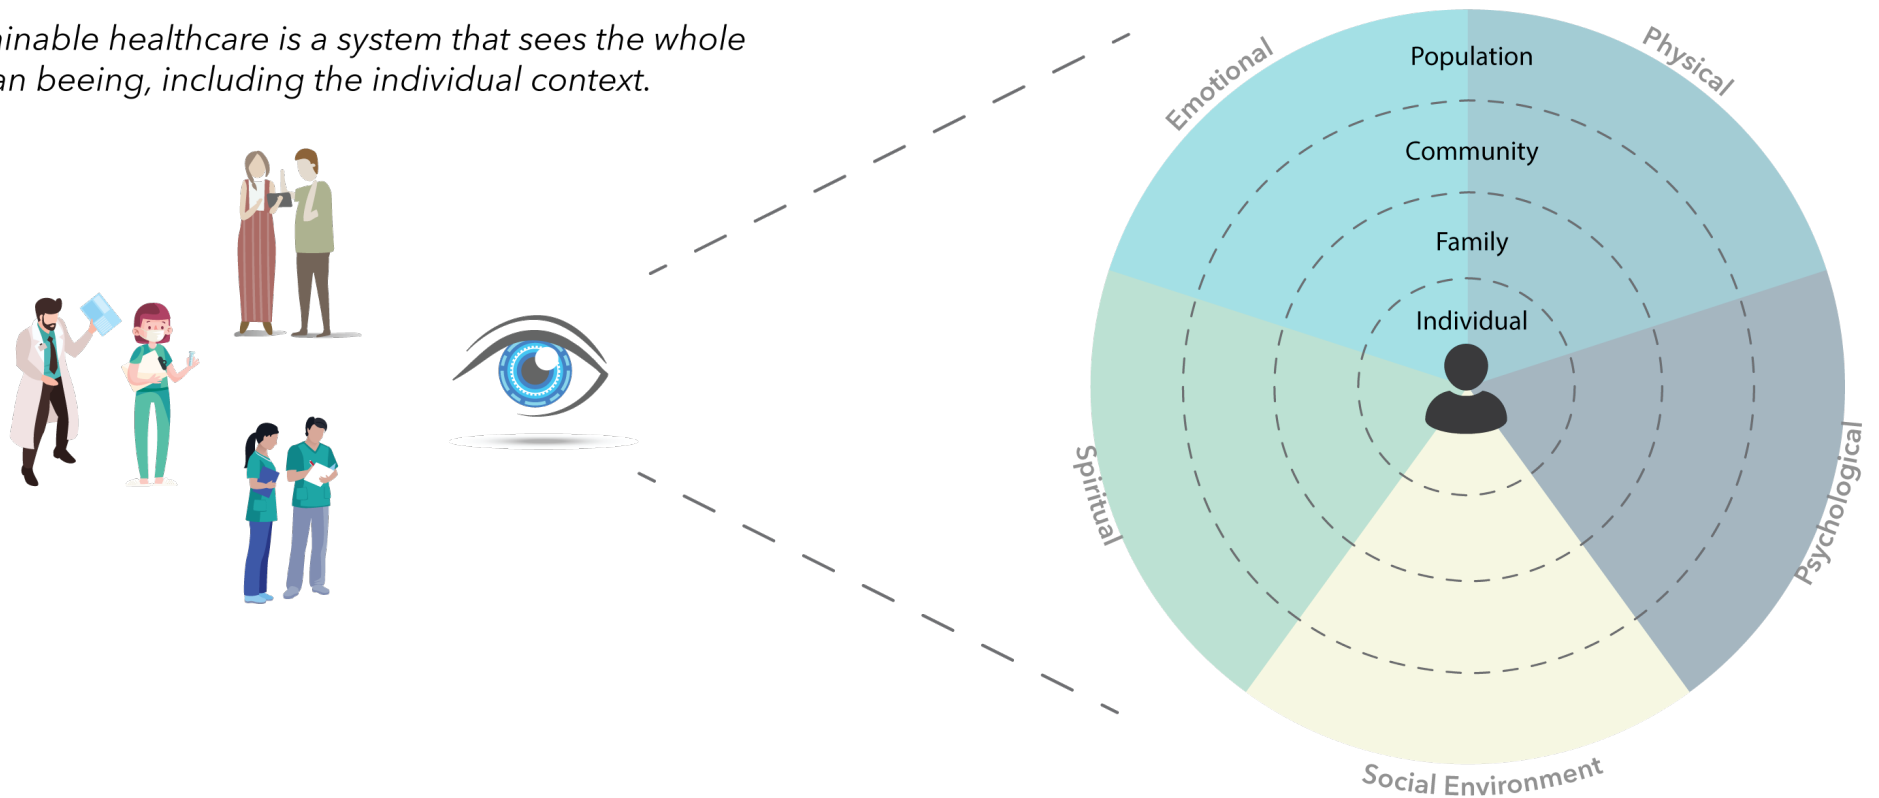 ainable healthcare is a system that sees the whole
an beeing, including the individual context.
Emotional
Physical
Population
Community
Family
Individual
Spiritual
Psychological
Social Environment